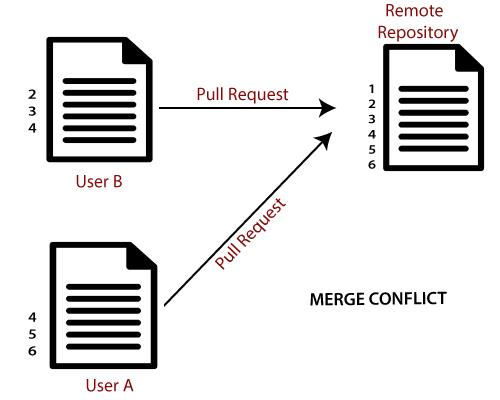 Remote
Repository
1
2
3
4
5
6
Pull Request
2
3
4
User B
Pull Request
MERGE CONFLICT
4
5
6
User A